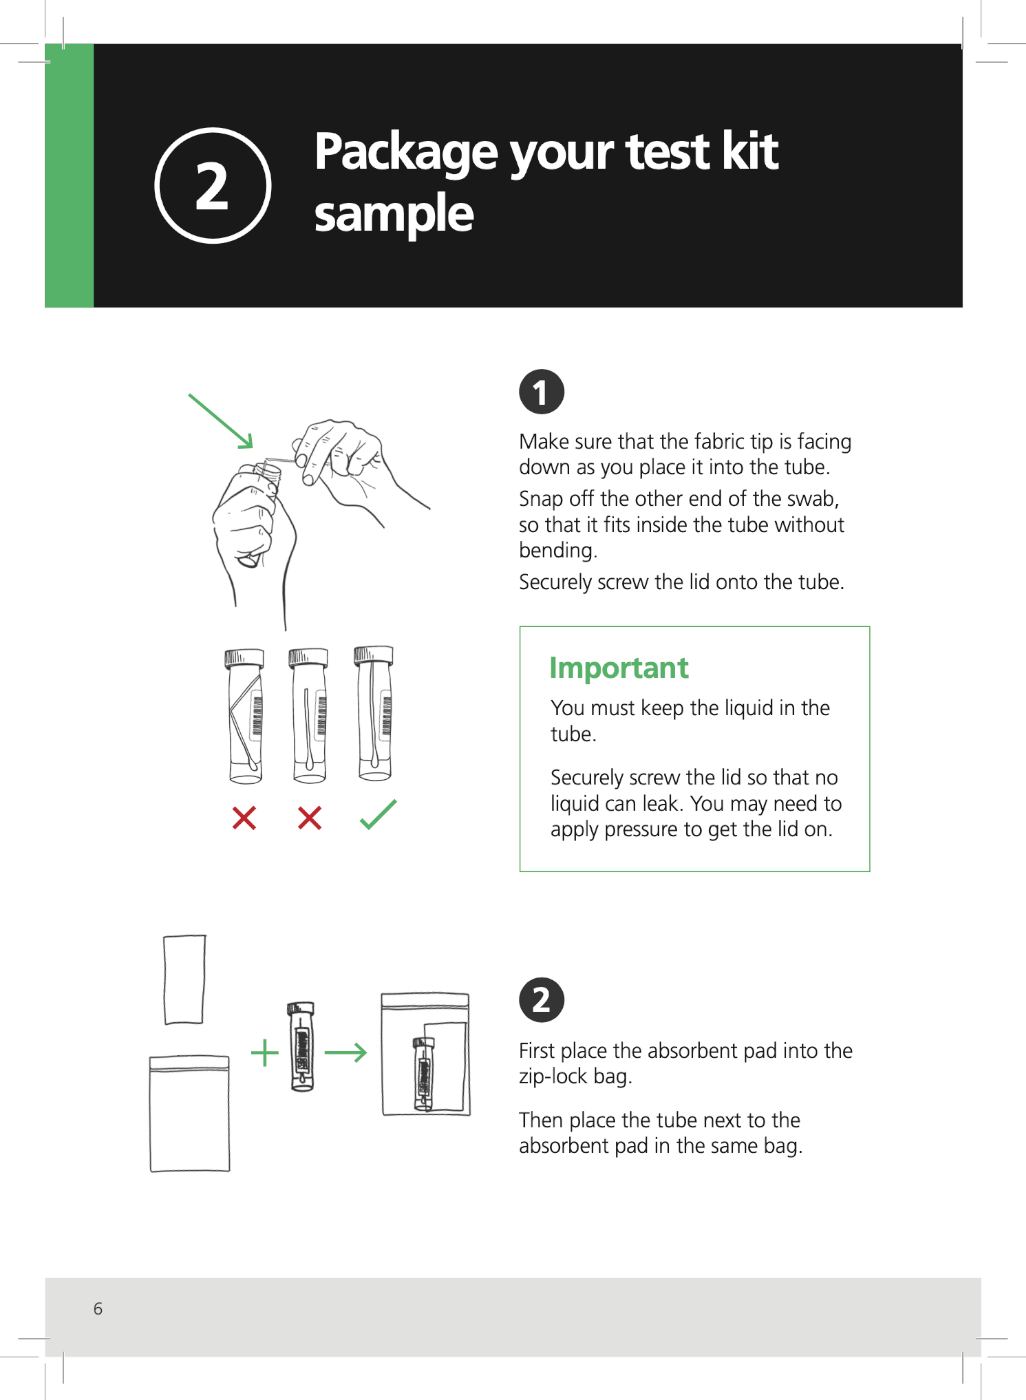 2
Package your test kit
sample
1
Make sure that the fabric tip is facing
down as you place it into the tube.
Snap off the other end of the swab,
so that it fits inside the tube without
bending.
Securely screw the lid onto the tube.
Important
You must keep the liquid in the
tube.
Securely screw the lid so that no
liquid can leak. You may need to
apply pressure to get the lid on.
2
First place the absorbent pad into the
zip-lock bag.
Then place the tube next to the
absorbent pad in the same bag.
6